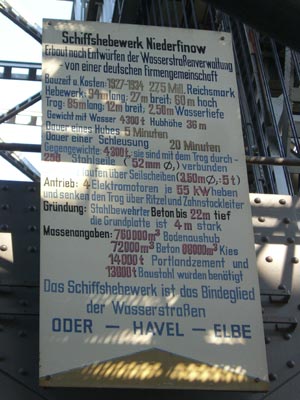 Schiffshebewerk Niederfinow
Erbaut nach Entwürfen der Wasserstraßenverwaltung
- von einer deutschen Firmengemeinschaft
Bauzeit u. Kosten: 1927-1934 27,5 Mill. Reichsmark
Hebewerk: 94m lang 27m breit 60m hoch
Trog: 85m lang 12m breit 2,50m Wassertiefe
Gewicht mit Wasser 4300t Hubhöhe 36m
Dauer eines Hubes 5 Minuten
Dauer einer Schleusung 20 Minuten
Gegengewichte: 4300t, sie sind mit dem Trog durch -
256 Stahlseile (52mm ø) verbunden
laufen über Seilscheiben (3,60m ø, 5t)
Antrieb: 4 Elektromotoren je 55 kW heben
und senken den Trog über Ritzel und Zahnstockleiter
Gründung: Stahlbewehrter Beton bis 22m tief
die Grundplatte ist 4m stark
Massenangaben: 760000m³ Bodenaushub
72000m³ Beton 68000m³ Kies
14000t Portlandzement und
13000t Baustahl wurden benötigt
Das Schiffshebewerk ist das Bindeglied
der Wasserstraßen
ODER - HAVEL - ELBE